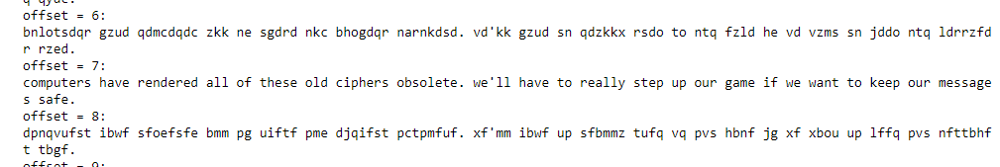 offset = 6:
bnlotsdqr gzud qdmcdqdc zkk ne sgdrd nkc bhogdqr narnkdsd. vd'kk gzud sn qdzkkx rsdo to ntq fzld he vd vzms sn jddo ntq ldrrzfd
r rzed.
offset = 7:
computers have rendered all of these old ciphers obsolete. we'll have to really step up our game if we want to keep our message
s safe.
offset = 8:
dpnqvufst ibwf sfoefsfe bmm pg uiftf pme djqifst pctpmfuf. xf'mm ibwf up sfbmmz tufq vq pvs hbnf jg xf xbou up lffq pvs nfttbhf
t tbgf.